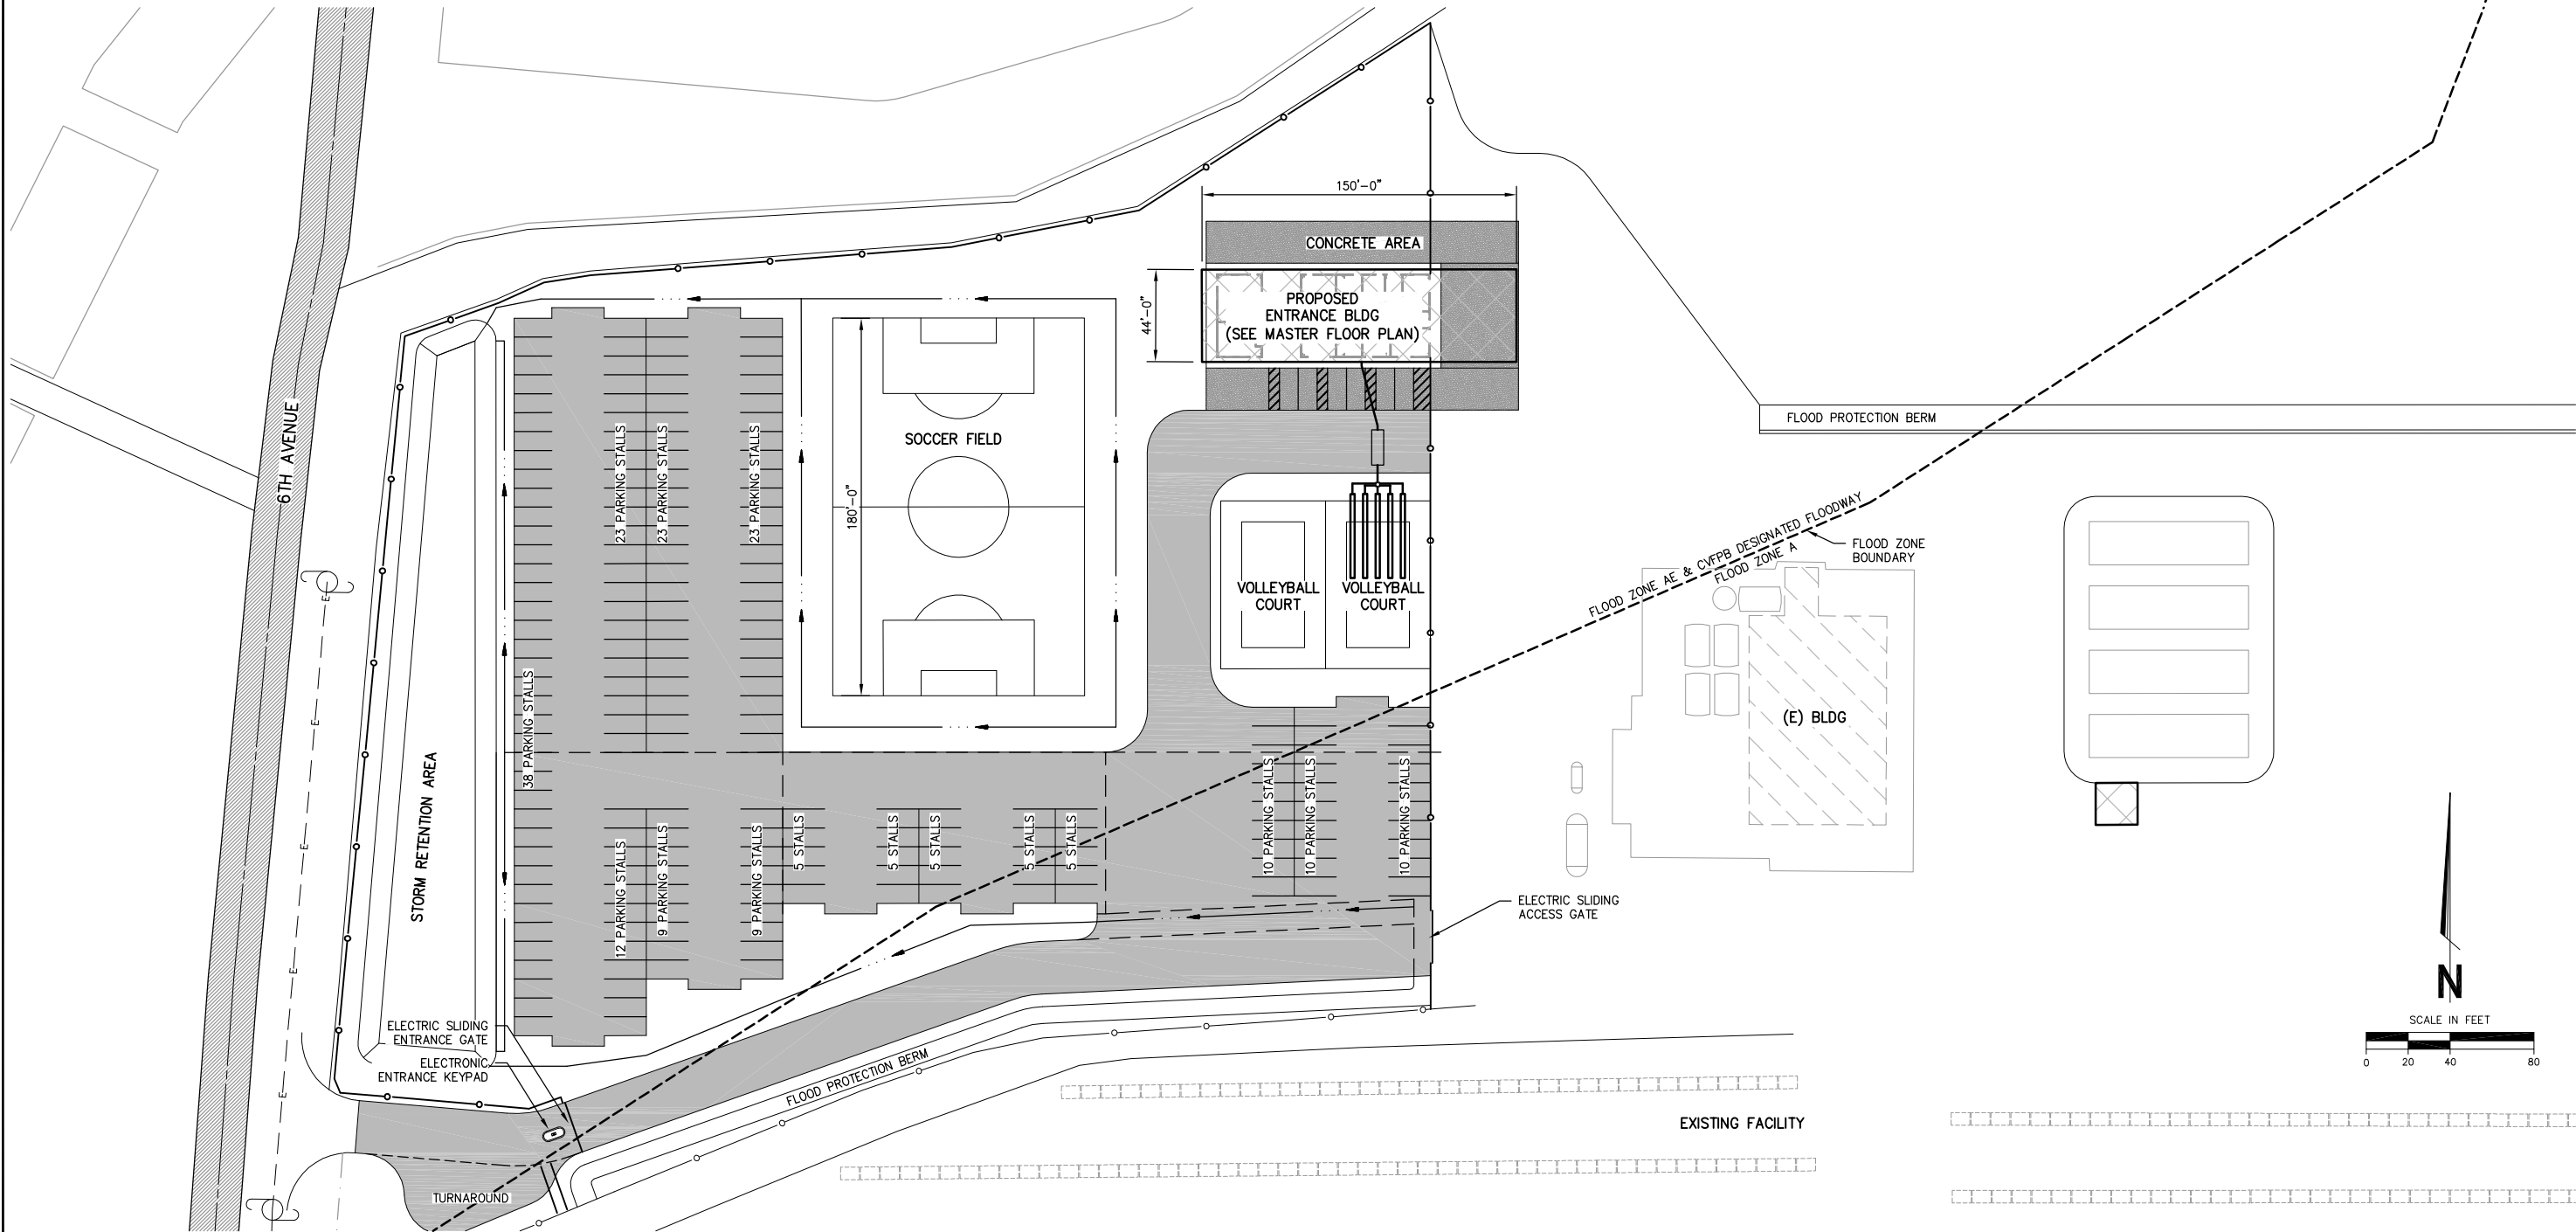 150'-0"
CONCRETE AREA
44'-0"
PROPOSED
ENTRANCE BLDG
(SEE MASTER FLOOR PLAN)
6TH AVENUE
23 PARKING STALLS
23 PARKING STALLS
23 PARKING STALLS
SOCCER FIELD
180'-0"
FLOOD PROTECTION BERM
FLOOD ZONE AE & CVFPB DESIGNATED FLOODWAY
FLOOD ZONE A
FLOOD ZONE
BOUNDARY
VOLLEYBALL
COURT
VOLLEYBALL
COURT
E
E
E
E
E
38 PARKING STALLS
STORM RETENTION AREA
12 PARKING STALLS
9 PARKING STALLS
9 PARKING STALLS
5 STALLS
5 STALLS
5 STALLS
5 STALLS
5 STALLS
10 PARKING STALLS
10 PARKING STALLS
10 PARKING STALLS
(E) BLDG
ELECTRIC SLIDING
ACCESS GATE
ELECTRIC SLIDING
ENTRANCE GATE
ELECTRONIC
ENTRANCE KEYPAD
FLOOD PROTECTION BERM
EXISTING FACILITY
TURNAROUND
N
SCALE IN FEET
0 20 40 80